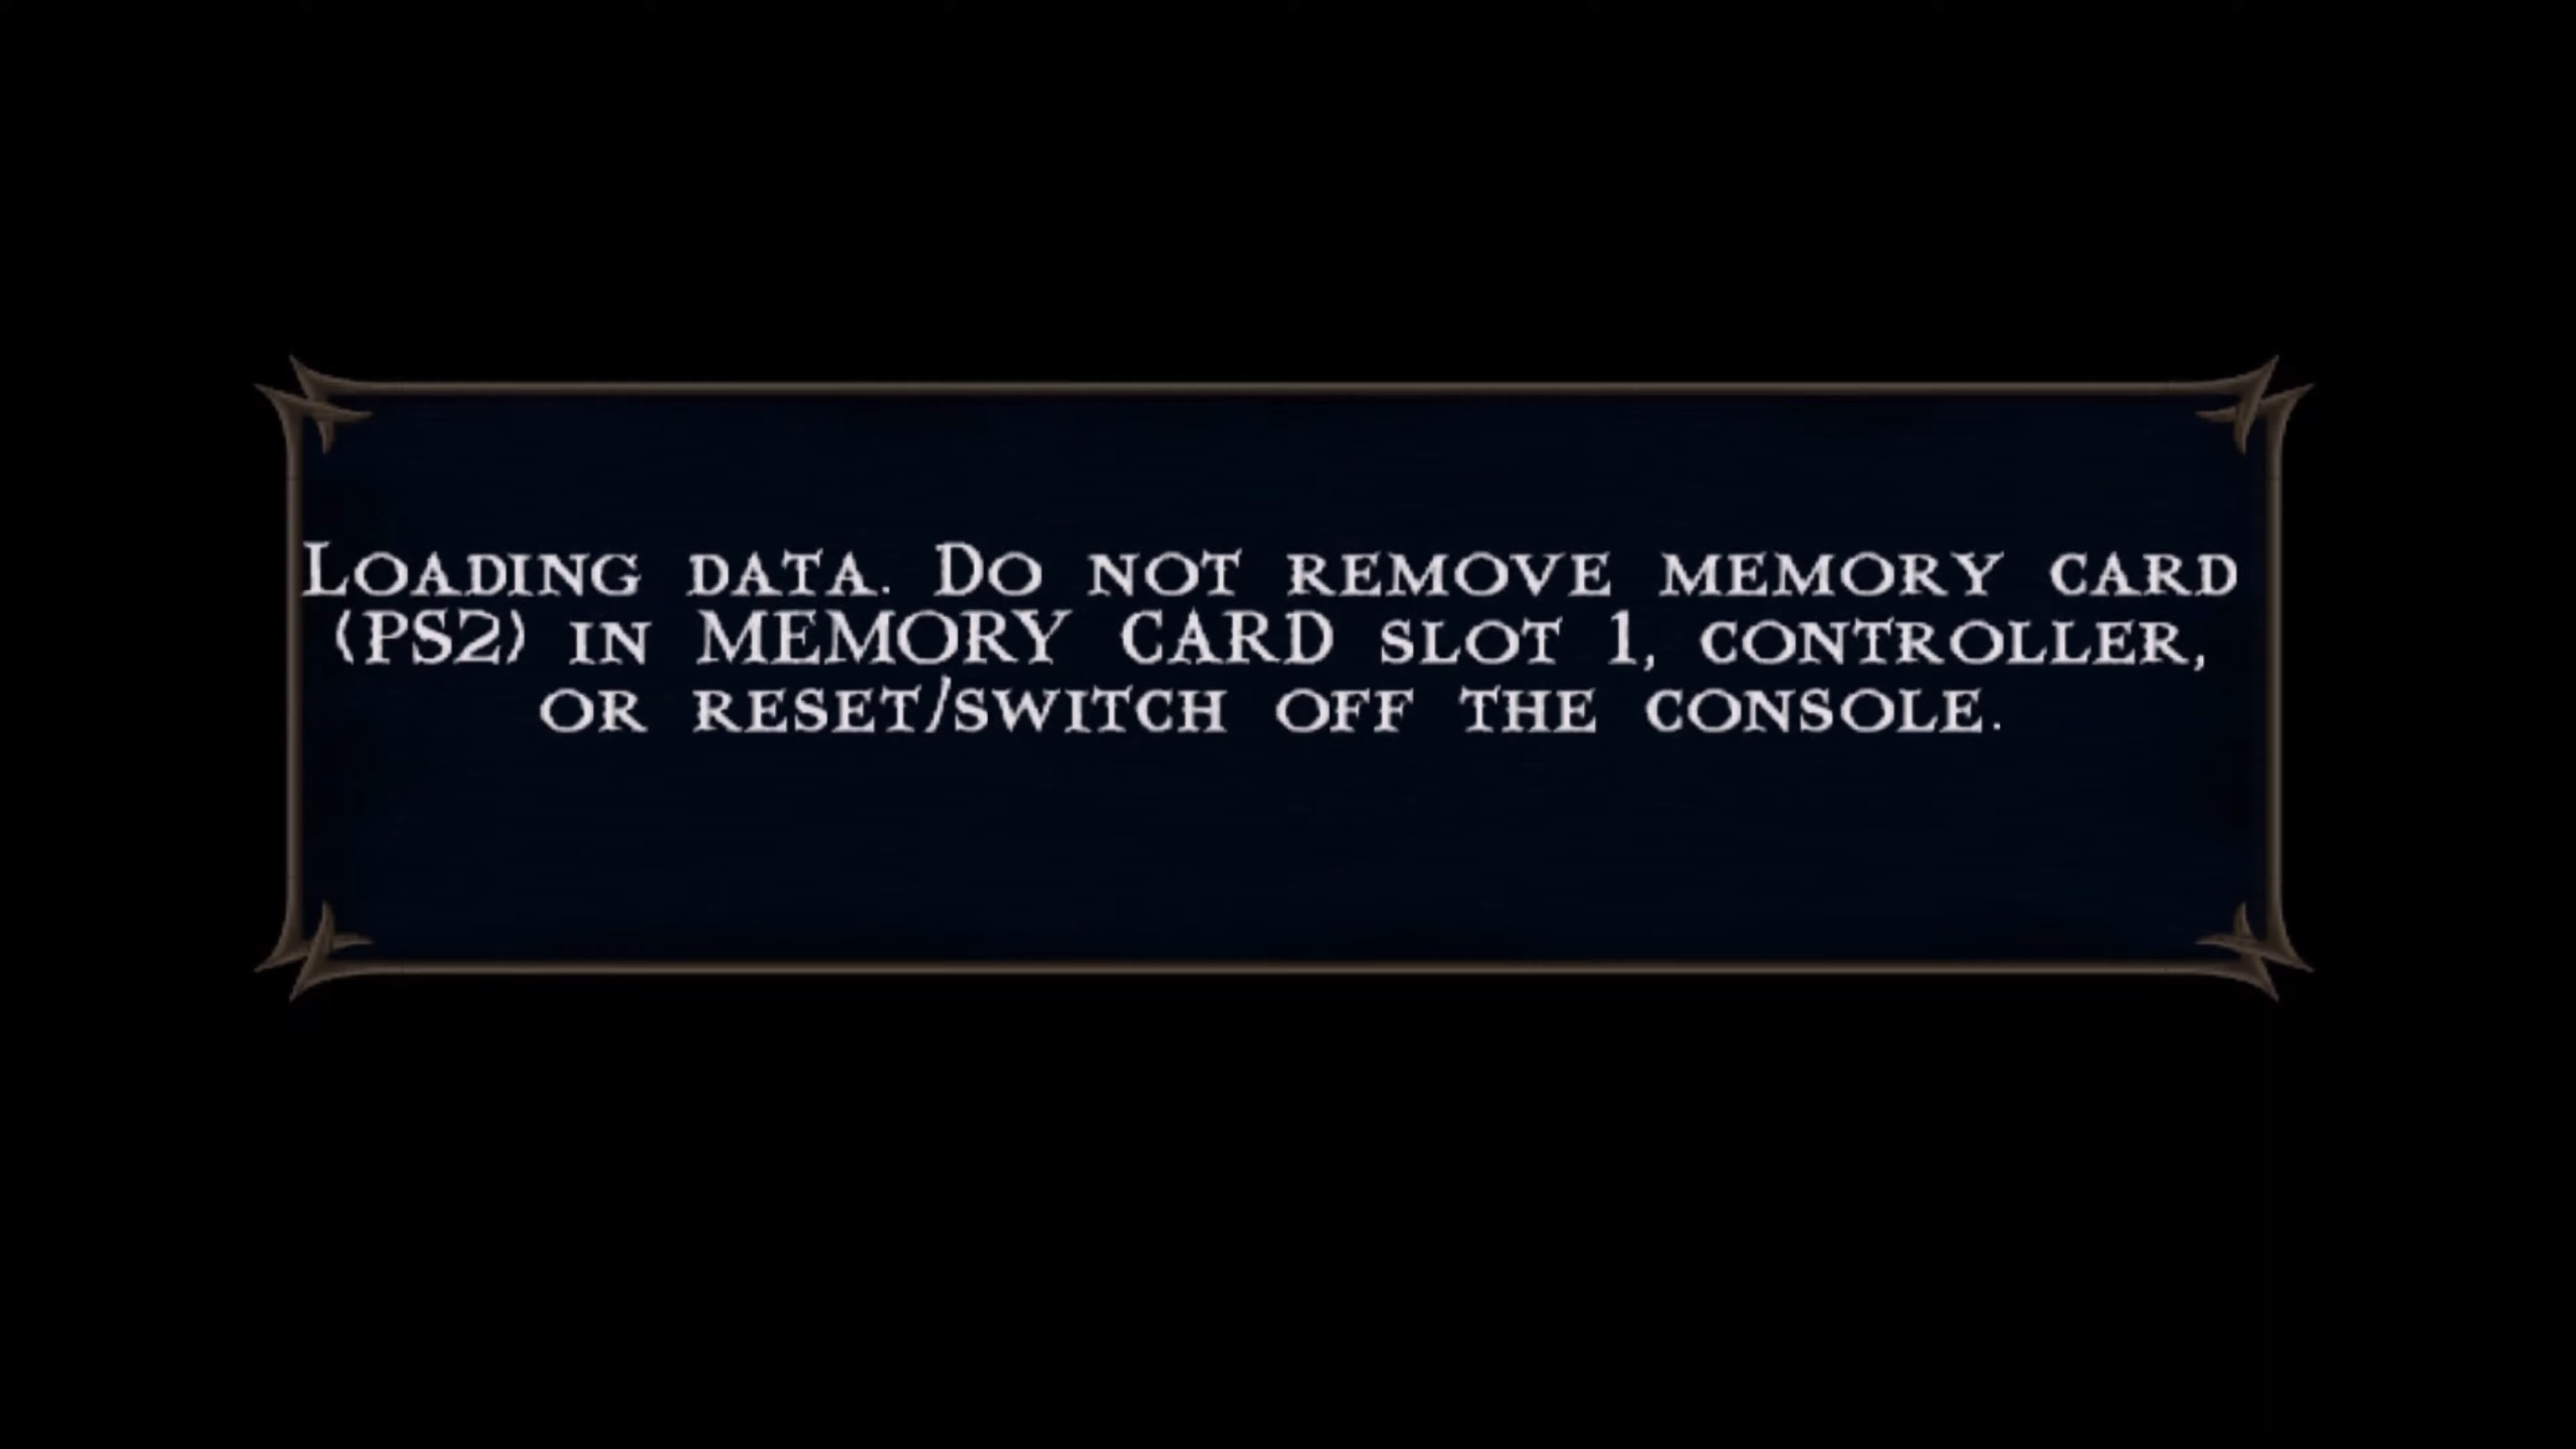 Loading data. Do not remove memory card
(PS2) in MEMORY CARD slot 1, controller,
or reset/switch off the console.